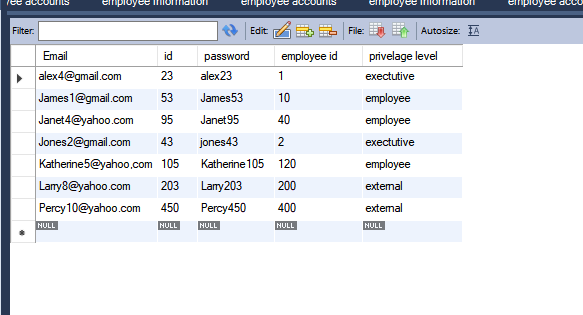 yee accounts employee information employee accounts employee information employee acco
Filter: Edit: File: Autosize: IA
Email id password employee id privelage level
alex4@gmail.com 23 alex23 1 exectutive
James1@gmail.com 53 James53 10 employee
Janet4@yahoo.com 95 Janet95 40 employee
Jones2@gmail.com 43 jones43 2 exectutive
Katherine5@yahoo,com 105 Katherine105 120 employee
Larry8@yahoo.com 203 Larry203 200 external
Percy10@yahoo.com 450 Percy450 400 external
NULL NULL NULL NULL NULL